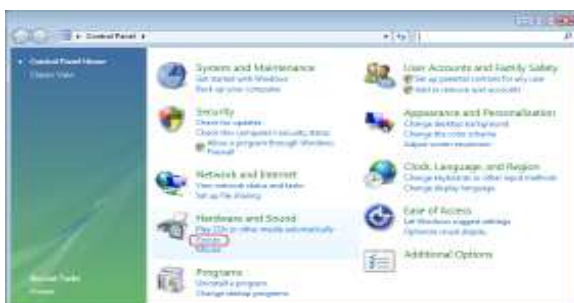 Control Panel
Control Panel Home
Classic View
System and Maintenance
Get started with Windows
Back up your computer
Security
Check for updates
Check this computer's security status
Allow a program through Windows Firewall
Network and Internet
View network status and tasks
Set up file sharing
Hardware and Sound
Play CDs or other media automatically
Printer
Mouse
Programs
Uninstall a program
Change startup programs
User Accounts and Family Safety
Set up parental controls for any user
Add or remove user accounts
Appearance and Personalization
Change desktop background
Change the color scheme
Adjust screen resolution
Clock, Language, and Region
Change keyboards or other input methods
Change display language
Ease of Access
Let Windows suggest settings
Optimize visual display
Additional Options
Recent Tasks